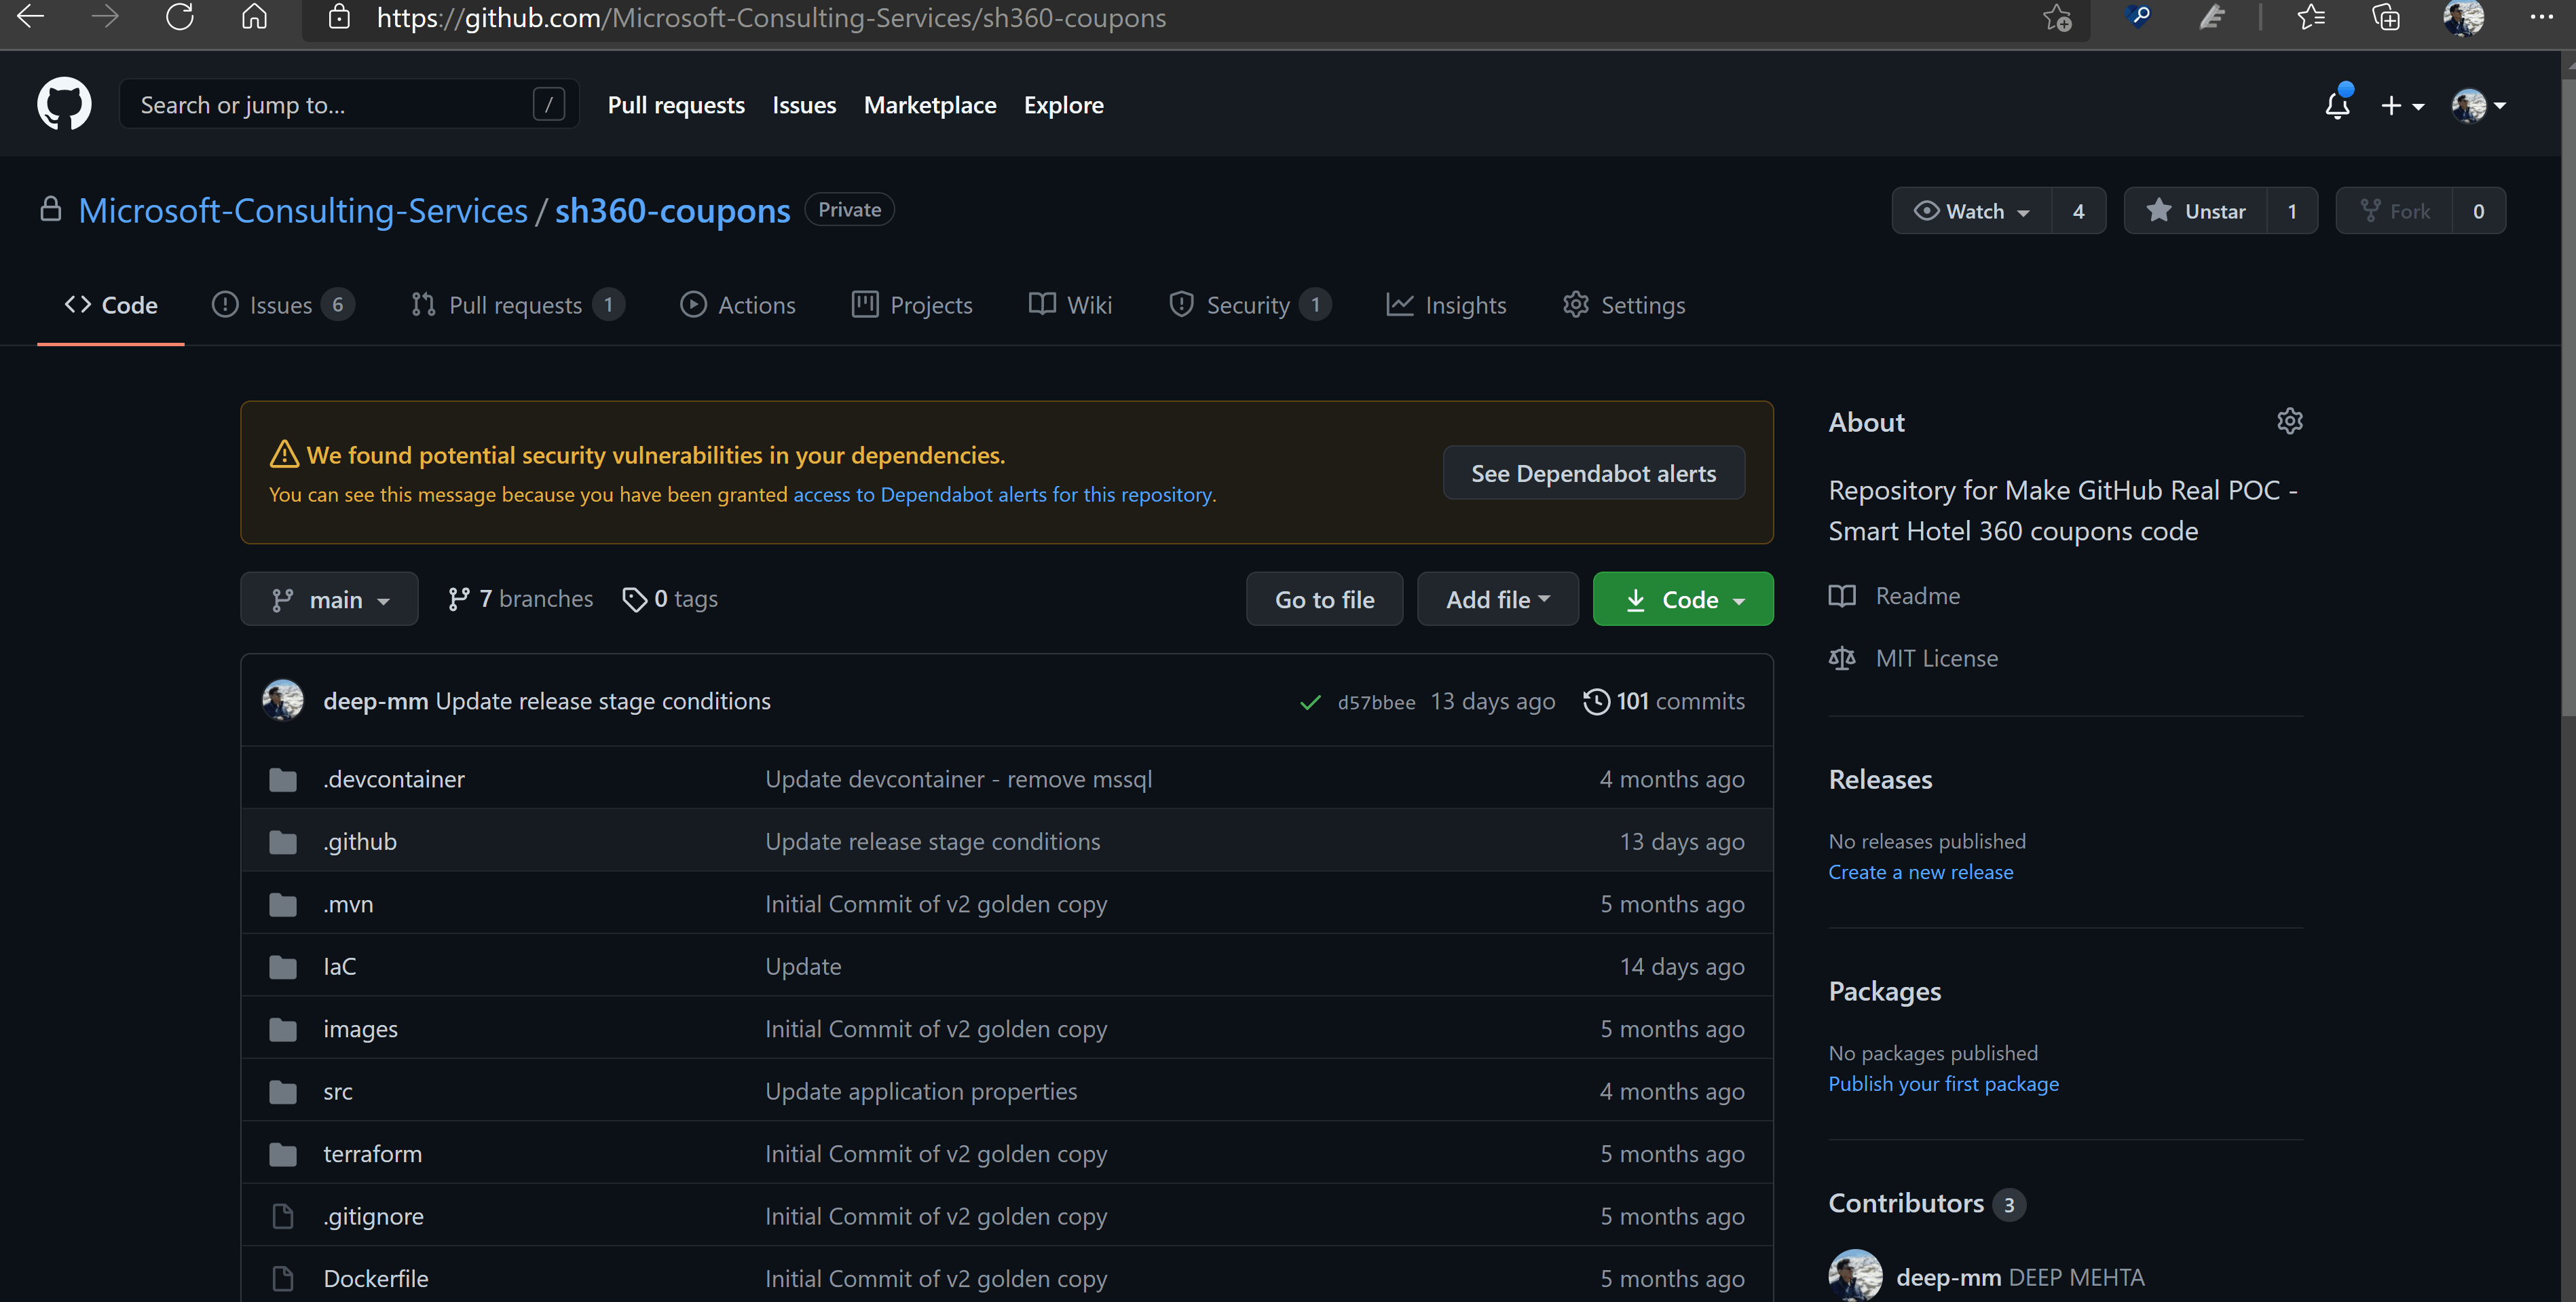 https://github.com/Microsoft-Consulting-Services/sh360-coupons
Search or jump to... /
Pull requests Issues Marketplace Explore
Microsoft-Consulting-Services / sh360-coupons Private
Watch 4 Unstar 1 Fork 0
Code Issues 6 Pull requests 1 Actions Projects Wiki Security 1 Insights Settings
We found potential security vulnerabilities in your dependencies.
You can see this message because you have been granted access to Dependabot alerts for this repository.
See Dependabot alerts
main 7 branches 0 tags Go to file Add file Code
deep-mm Update release stage conditions d57bbee 13 days ago 101 commits
.devcontainer Update devcontainer - remove mssql 4 months ago
.github Update release stage conditions 13 days ago
.mvn Initial Commit of v2 golden copy 5 months ago
IaC Update 14 days ago
images Initial Commit of v2 golden copy 5 months ago
src Update application properties 4 months ago
terraform Initial Commit of v2 golden copy 5 months ago
.gitignore Initial Commit of v2 golden copy 5 months ago
Dockerfile Initial Commit of v2 golden copy 5 months ago
About
Repository for Make GitHub Real POC -
Smart Hotel 360 coupons code
Readme
MIT License
Releases
No releases published
Create a new release
Packages
No packages published
Publish your first package
Contributors 3
deep-mm DEEP MEHTA